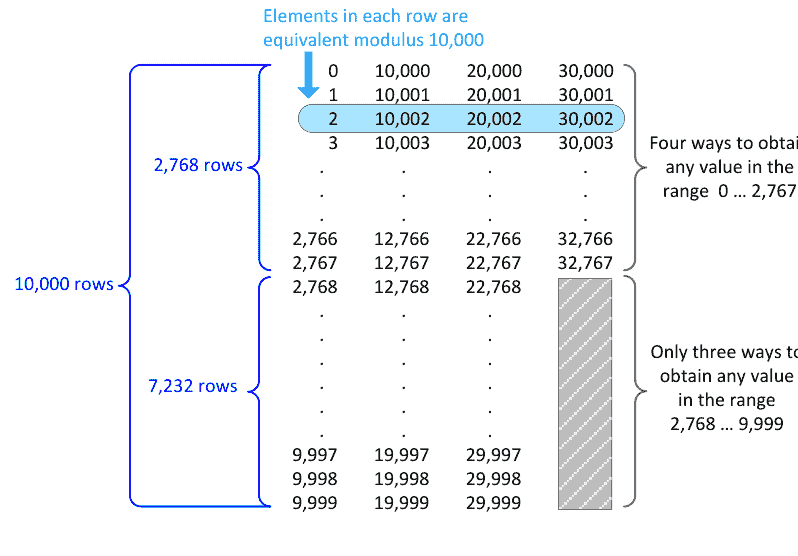 Elements in each row are
equivalent modulus 10,000
0 10,000 20,000 30,000
1 10,001 20,001 30,001
2 10,002 20,002 30,002
3 10,003 20,003 30,003
2,768 rows
Four ways to obtai
any value in the
range 0 ... 2,767
. . . .
. . . .
. . . .
2,766 12,766 22,766 32,766
2,767 12,767 22,767 32,767
10,000 rows
2,768 12,768 22,768
. . .
. . .
. . .
. . .
. . .
. . .
7,232 rows
Only three ways to
obtain any value
in the range
2,768 ... 9,999
9,997 19,997 29,997
9,998 19,998 29,998
9,999 19,999 29,999